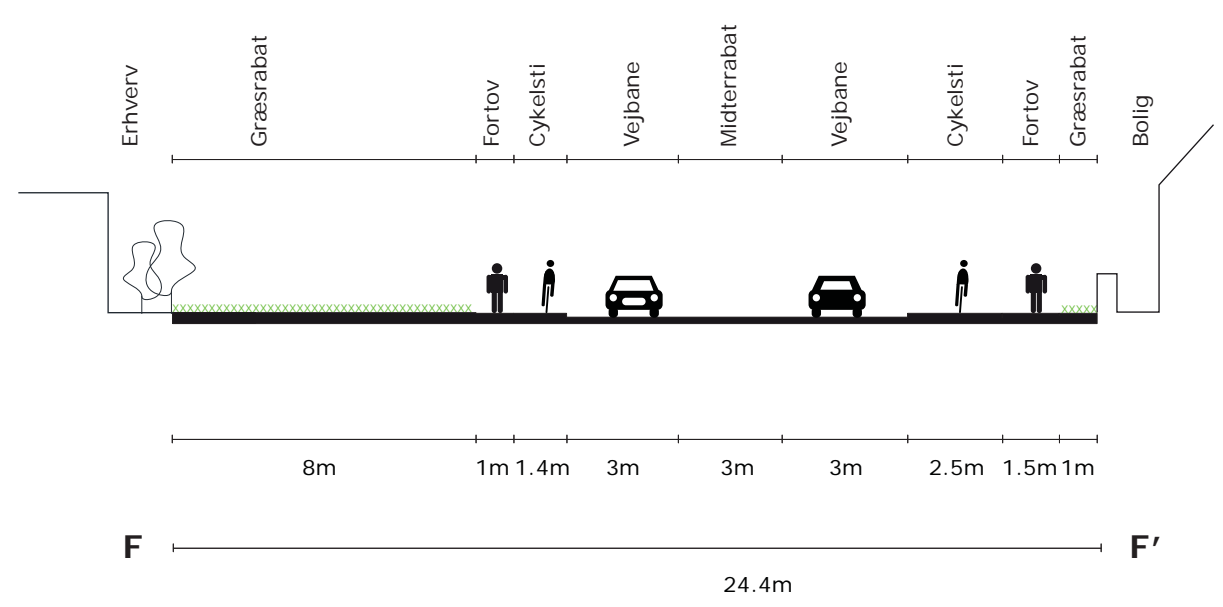 Erhverv
Græsrabat
Fortov
Cykelsti
Vejbane
Midterrabat
Vejbane
Cykelsti
Fortov
Græsrabat
Bolig
8m 1m 1.4m 3m 3m 3m 2.5m 1.5m 1m
F F'
24.4m